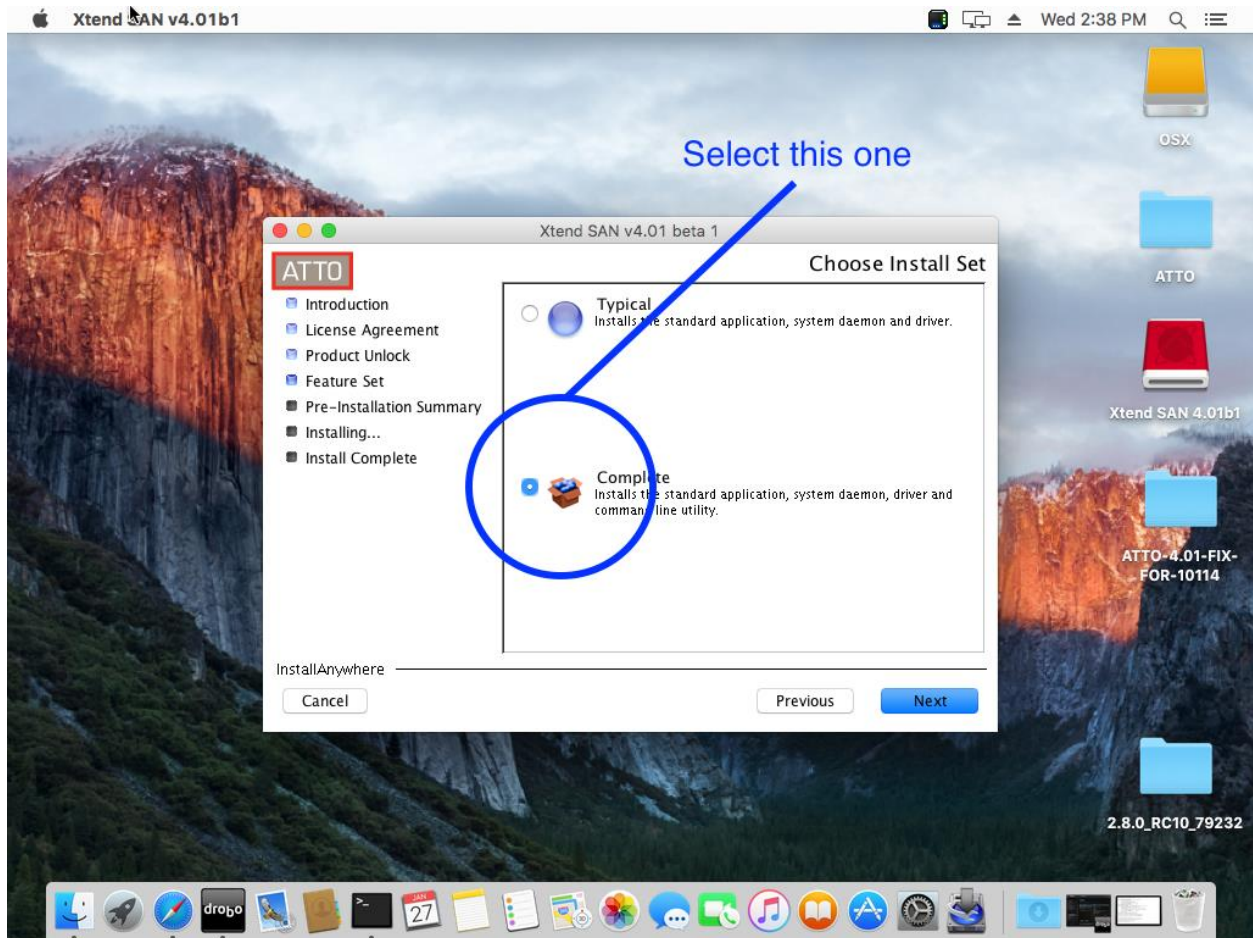 Xtend SAN v4.01b1
Wed 2:38 PM
OSX
Select this one
ATTO
Xtend SAN v4.01 beta 1
ATTO
Choose Install Set
Introduction
License Agreement
Product Unlock
Feature Set
Pre-Installation Summary
Installing...
Install Complete
Typical
Installs the standard application, system daemon and driver.
Complete
Installs the standard application, system daemon, driver and
command line utility.
InstallAnywhere
Cancel
Previous
Next
Xtend SAN 4.01b1
ATTO-4.01-FIX-
FOR-10114
2.8.0_RC10_79232
drobo
JAN
27